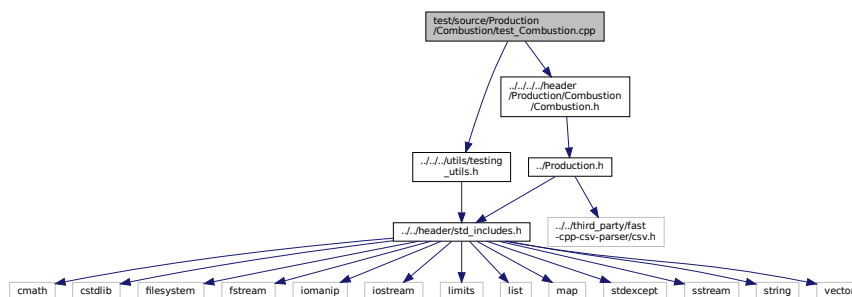 test/source/Production
/Combustion/test_Combustion.cpp
../../../../header
/Production/Combustion
/Combustion.h
../../../utils/testing
_utils.h
../Production.h
../../header/std_includes.h
../../third_party/fast
-cpp-csv-parser/csv.h
cmath
cstdlib
filesystem
fstream
iomanip
iostream
limits
list
map
stdexcept
sstream
string
vector